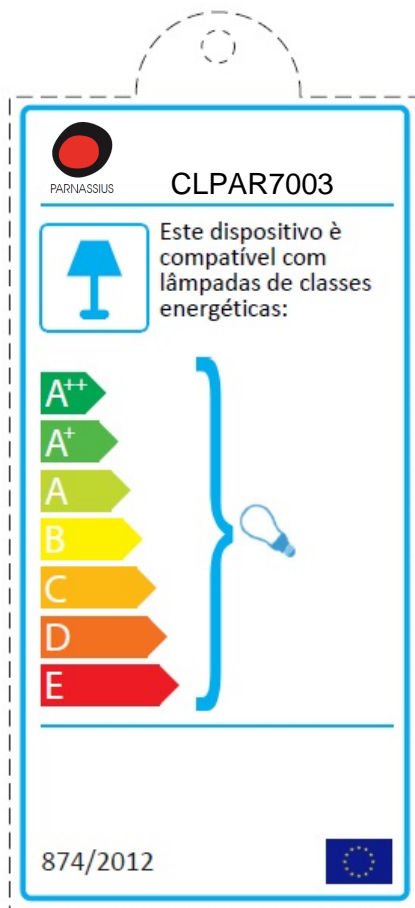 PARNASSIUS
CLPAR7003
Este dispositivo è
compatível com
lâmpadas de classes
energéticas:
A++
A+
A
B
C
D
E
874/2012